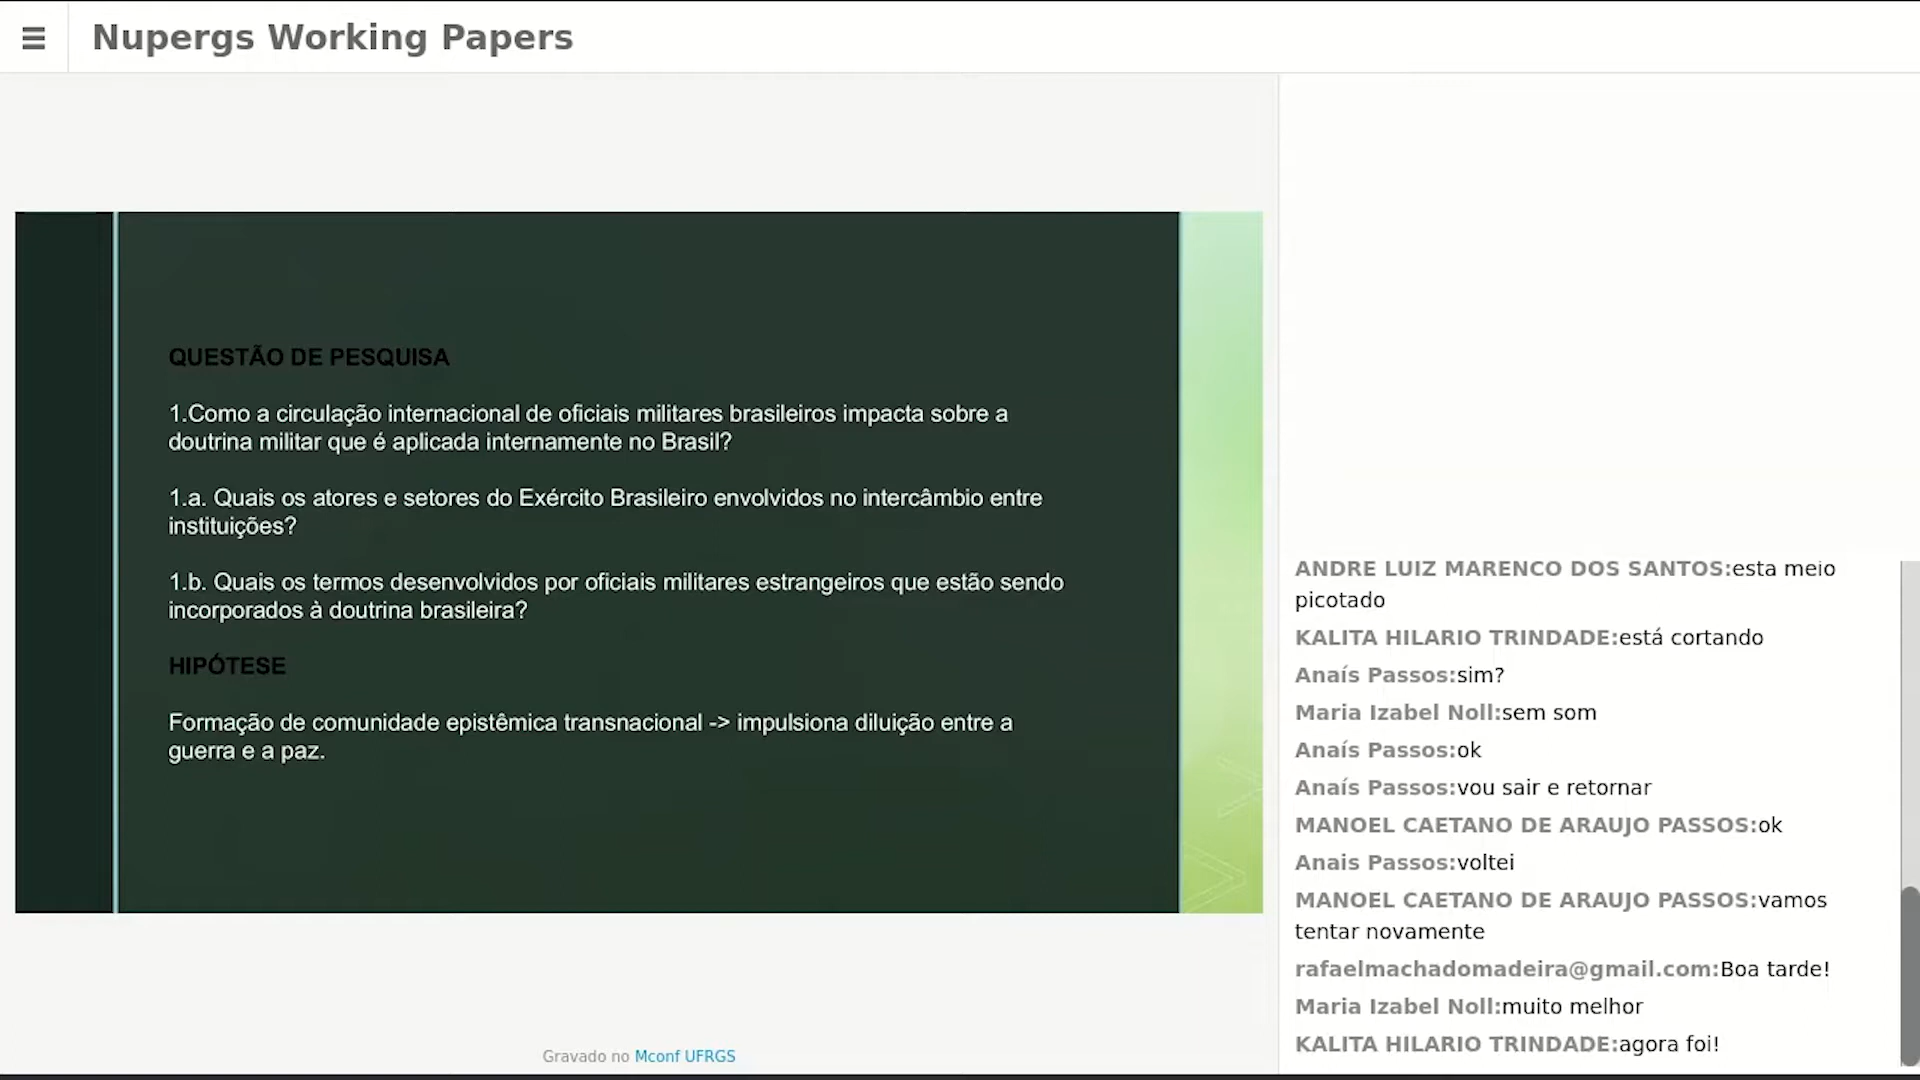 Nupergs Working Papers
QUESTÃO DE PESQUISA
1.Como a circulação internacional de oficiais militares brasileiros impacta sobre a
doutrina militar que é aplicada internamente no Brasil?
1.a. Quais os atores e setores do Exército Brasileiro envolvidos no intercâmbio entre
instituições?
1.b. Quais os termos desenvolvidos por oficiais militares estrangeiros que estão sendo
incorporados à doutrina brasileira?
HIPÓTESE
Formação de comunidade epistêmica transnacional -> impulsiona diluição entre a
guerra e a paz.
Gravado no Mconf UFRGS
ANDRE LUIZ MARENCO DOS SANTOS:esta meio
picotado
KALITA HILARIO TRINDADE:está cortando
Anaís Passos:sim?
Maria Izabel Noll:sem som
Anaís Passos:ok
Anaís Passos:vou sair e retornar
MANOEL CAETANO DE ARAUJO PASSOS:ok
Anais Passos:voltei
MANOEL CAETANO DE ARAUJO PASSOS:vamos
tentar novamente
rafaelmachadomadeira@gmail.com:Boa tarde!
Maria Izabel Noll:muito melhor
KALITA HILARIO TRINDADE:agora foi!